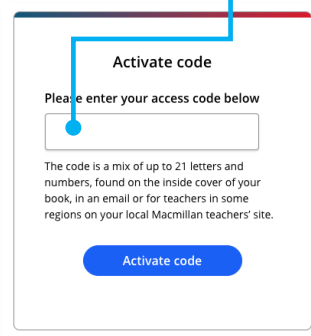 Activate code
Please enter your access code below
The code is a mix of up to 21 letters and
numbers, found on the inside cover of your
book, in an email or for teachers in some
regions on your local Macmillan teachers’ site.
Activate code